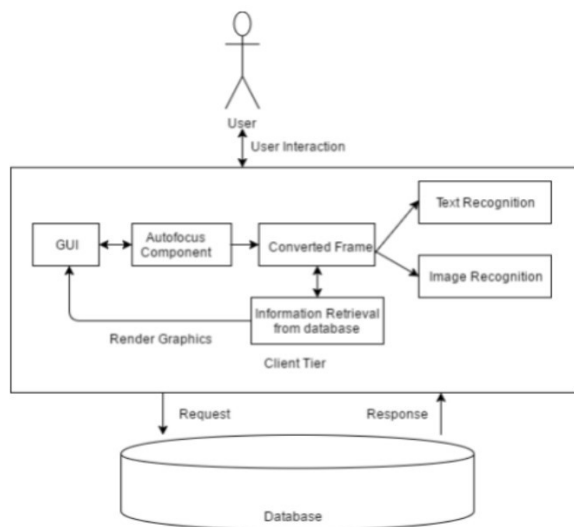 User
User Interaction
Text Recognition
GUI
Autofocus
Component
Converted Frame
Image Recognition
Information Retrieval
from database
Render Graphics
Client Tier
Request
Response
Database